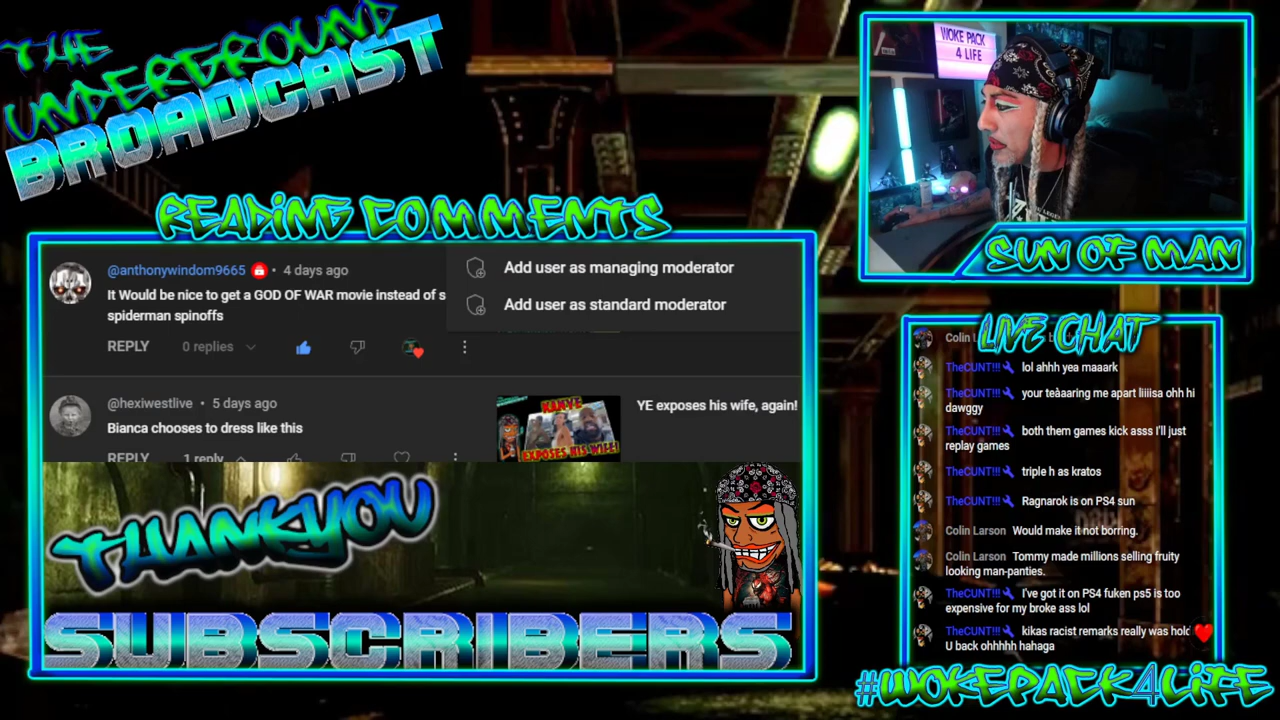 THE
UNDERGROUND
BROADCAST
WOKE PACK
4 LIFE
SUN OF MAN
READING COMMENTS
@anthonywindom9665 • 4 days ago
It Would be nice to get a GOD OF WAR movie instead of s
spiderman spinoffs
REPLY 0 replies
Add user as managing moderator
Add user as standard moderator
@hexiwestlive • 5 days ago
Bianca chooses to dress like this
REPLY 1 reply
KANYE
EXPOSES HIS WIFE!
YE exposes his wife, again!
THANKYOU
SUBSCRIBERS
LIVE CHAT
Colin L
TheCUNT!!! lol ahhh yea maaark
TheCUNT!!! your teàaaring me apart liiiisa ohh hi
dawggy
TheCUNT!!! both them games kick asss I'll just
replay games
TheCUNT!!! triple h as kratos
TheCUNT!!! Ragnarok is on PS4 sun
Colin Larson Would make it not borring.
Colin Larson Tommy made millions selling fruity
looking man-panties.
TheCUNT!!! I've got it on PS4 fuken ps5 is too
expensive for my broke ass lol
TheCUNT!!! kikas racist remarks really was hold
U back ohhhhh hahaga
#WOKEPACK4LIFE